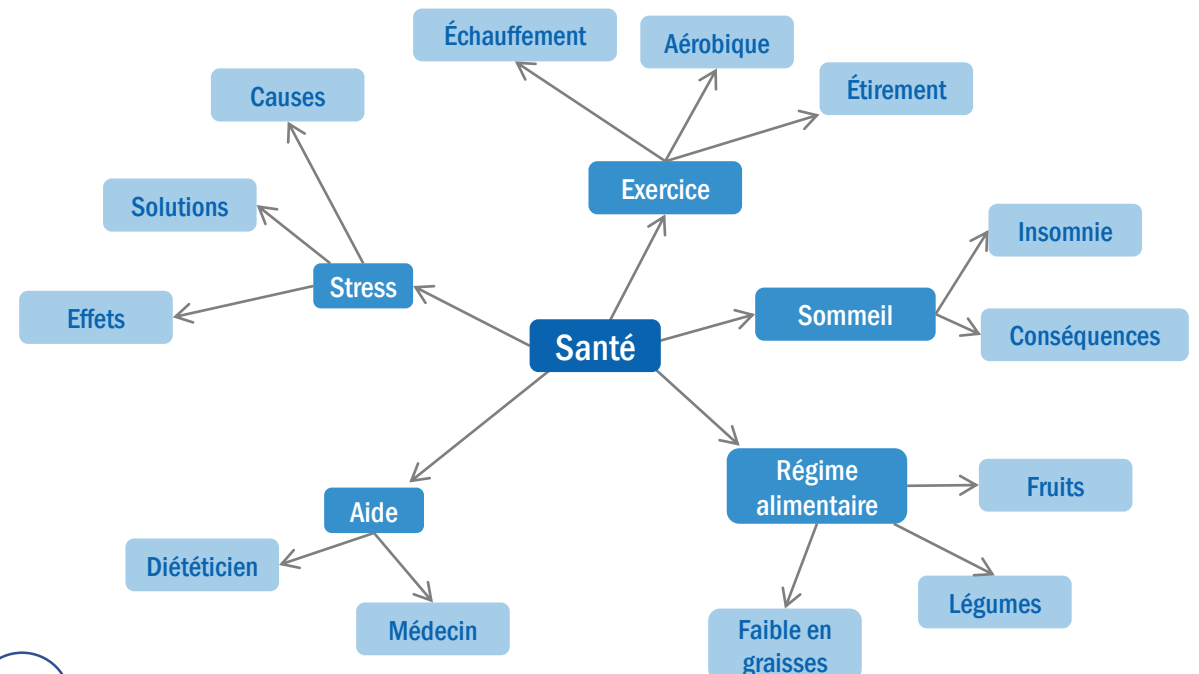 Échauffement
Aérobique
Étirement
Causes
Exercice
Solutions
Insomnie
Stress
Sommeil
Effets
Conséquences
Santé
Régime
alimentaire
Fruits
Aide
Diététicien
Légumes
Médecin
Faible en
graisses